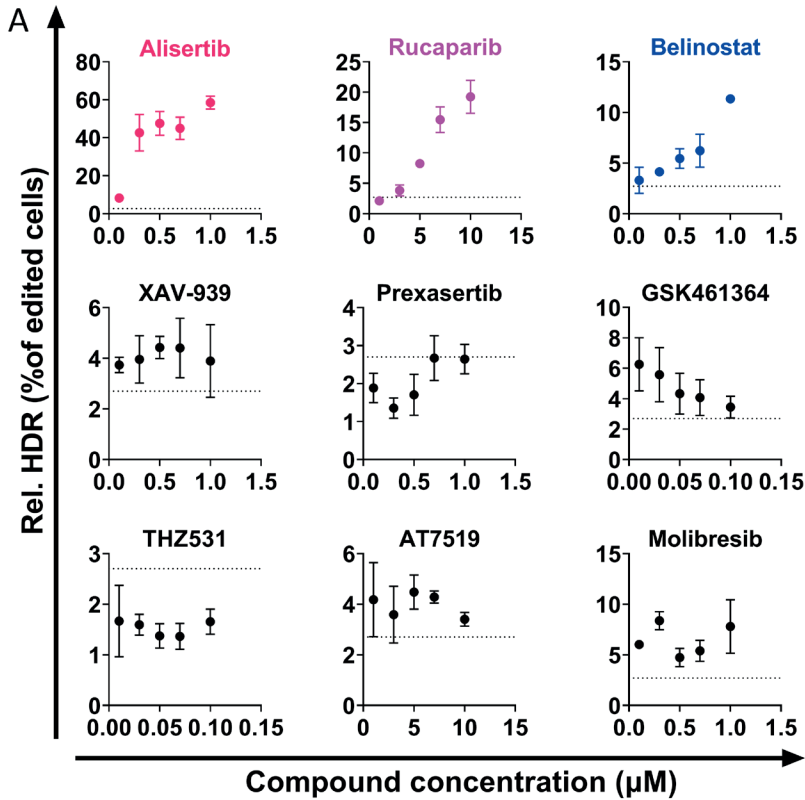 A
Rel. HDR (%of edited cells)
Alisertib
80
60
40
20
0
0.0 0.5 1.0 1.5
Rucaparib
25
20
15
10
5
0
0 5 10 15
Belinostat
15
10
5
0
0.0 0.5 1.0 1.5
XAV-939
6
4
2
0
0.0 0.5 1.0 1.5
Prexasertib
4
3
2
1
0
0.0 0.5 1.0 1.5
GSK461364
10
8
6
4
2
0
0.00 0.05 0.10 0.15
THZ531
3
2
1
0
0.00 0.05 0.10 0.15
AT7519
6
4
2
0
0 5 10 15
Molibresib
15
10
5
0
0.0 0.5 1.0 1.5
Compound concentration (μM)